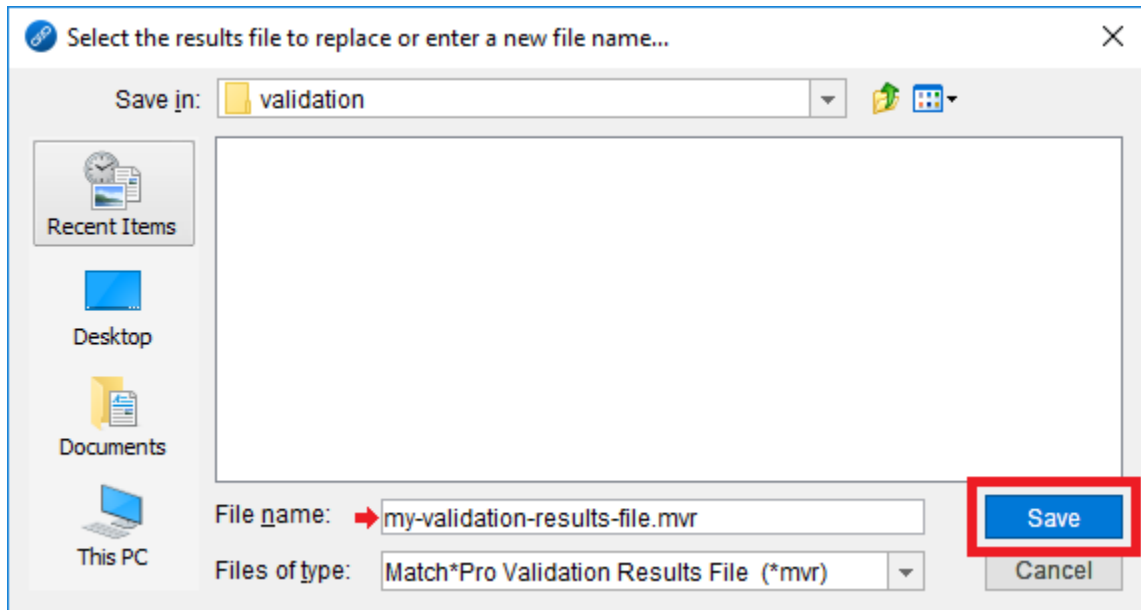 Select the results file to replace or enter a new file name...
Save in: validation
Recent Items
Desktop
Documents
This PC
File name: my-validation-results-file.mvr
Save
Files of type: Match*Pro Validation Results File (*mvr)
Cancel